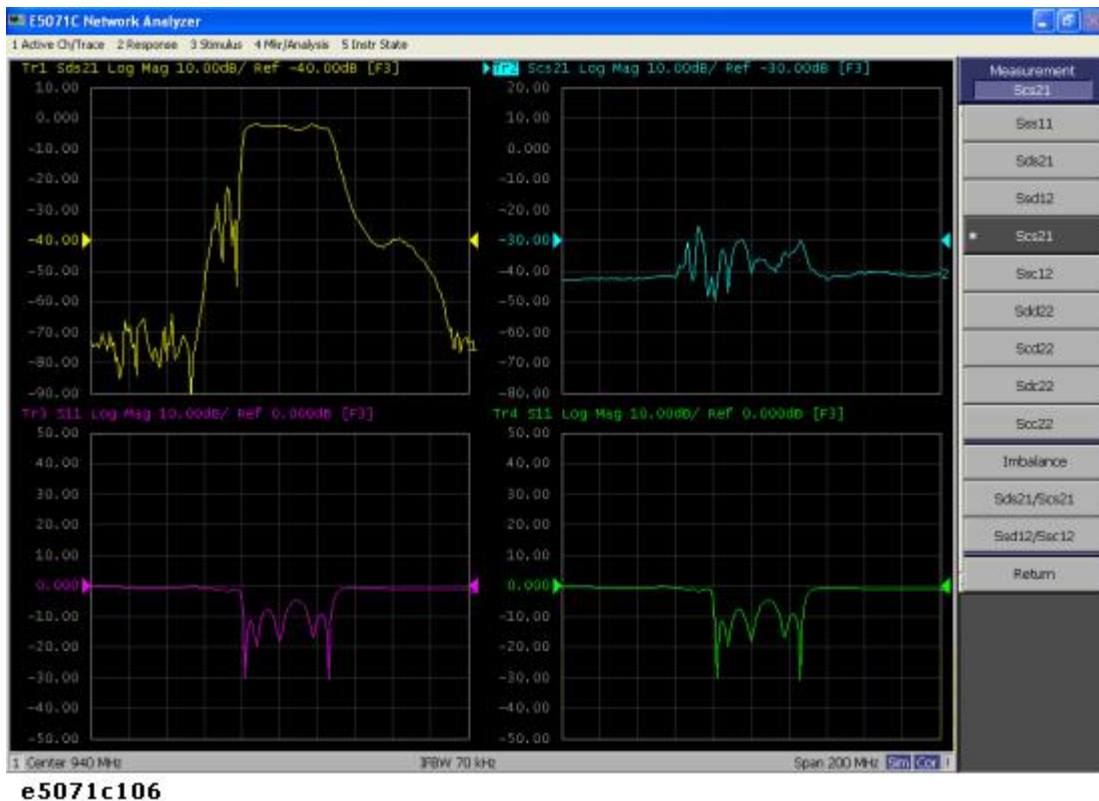 E5071C Network Analyzer
1 Active Ch/Trace 2 Response 3 Stimulus 4 Mkr/Analysis 5 Instr State
Tr1 Sds21 Log Mag 10.00dB/ Ref -40.00dB [F3]
10.00
0.000
-10.00
-20.00
-30.00
-40.00
-50.00
-60.00
-70.00
-80.00
-90.00
1
Tr2 Scs21 Log Mag 10.00dB/ Ref -30.00dB [F3]
20.00
10.00
0.000
-10.00
-20.00
-30.00
-40.00
-50.00
-60.00
-70.00
-80.00
2
Tr3 S11 Log Mag 10.00dB/ Ref 0.000dB [F3]
50.00
40.00
30.00
20.00
10.00
0.000
-10.00
-20.00
-30.00
-40.00
-50.00
Tr4 S11 Log Mag 10.00dB/ Ref 0.000dB [F3]
50.00
40.00
30.00
20.00
10.00
0.000
-10.00
-20.00
-30.00
-40.00
-50.00
1 Center 940 MHz IFBW 70 kHz Span 200 MHz Sim Cor !
Measurement
Scs21
Sss11
Sds21
Ssd12
Scs21
Ssc12
Sdd22
Scd22
Sdc22
Scc22
Imbalance
Sds21/Scs21
Ssd12/Ssc12
Return
e5071c106